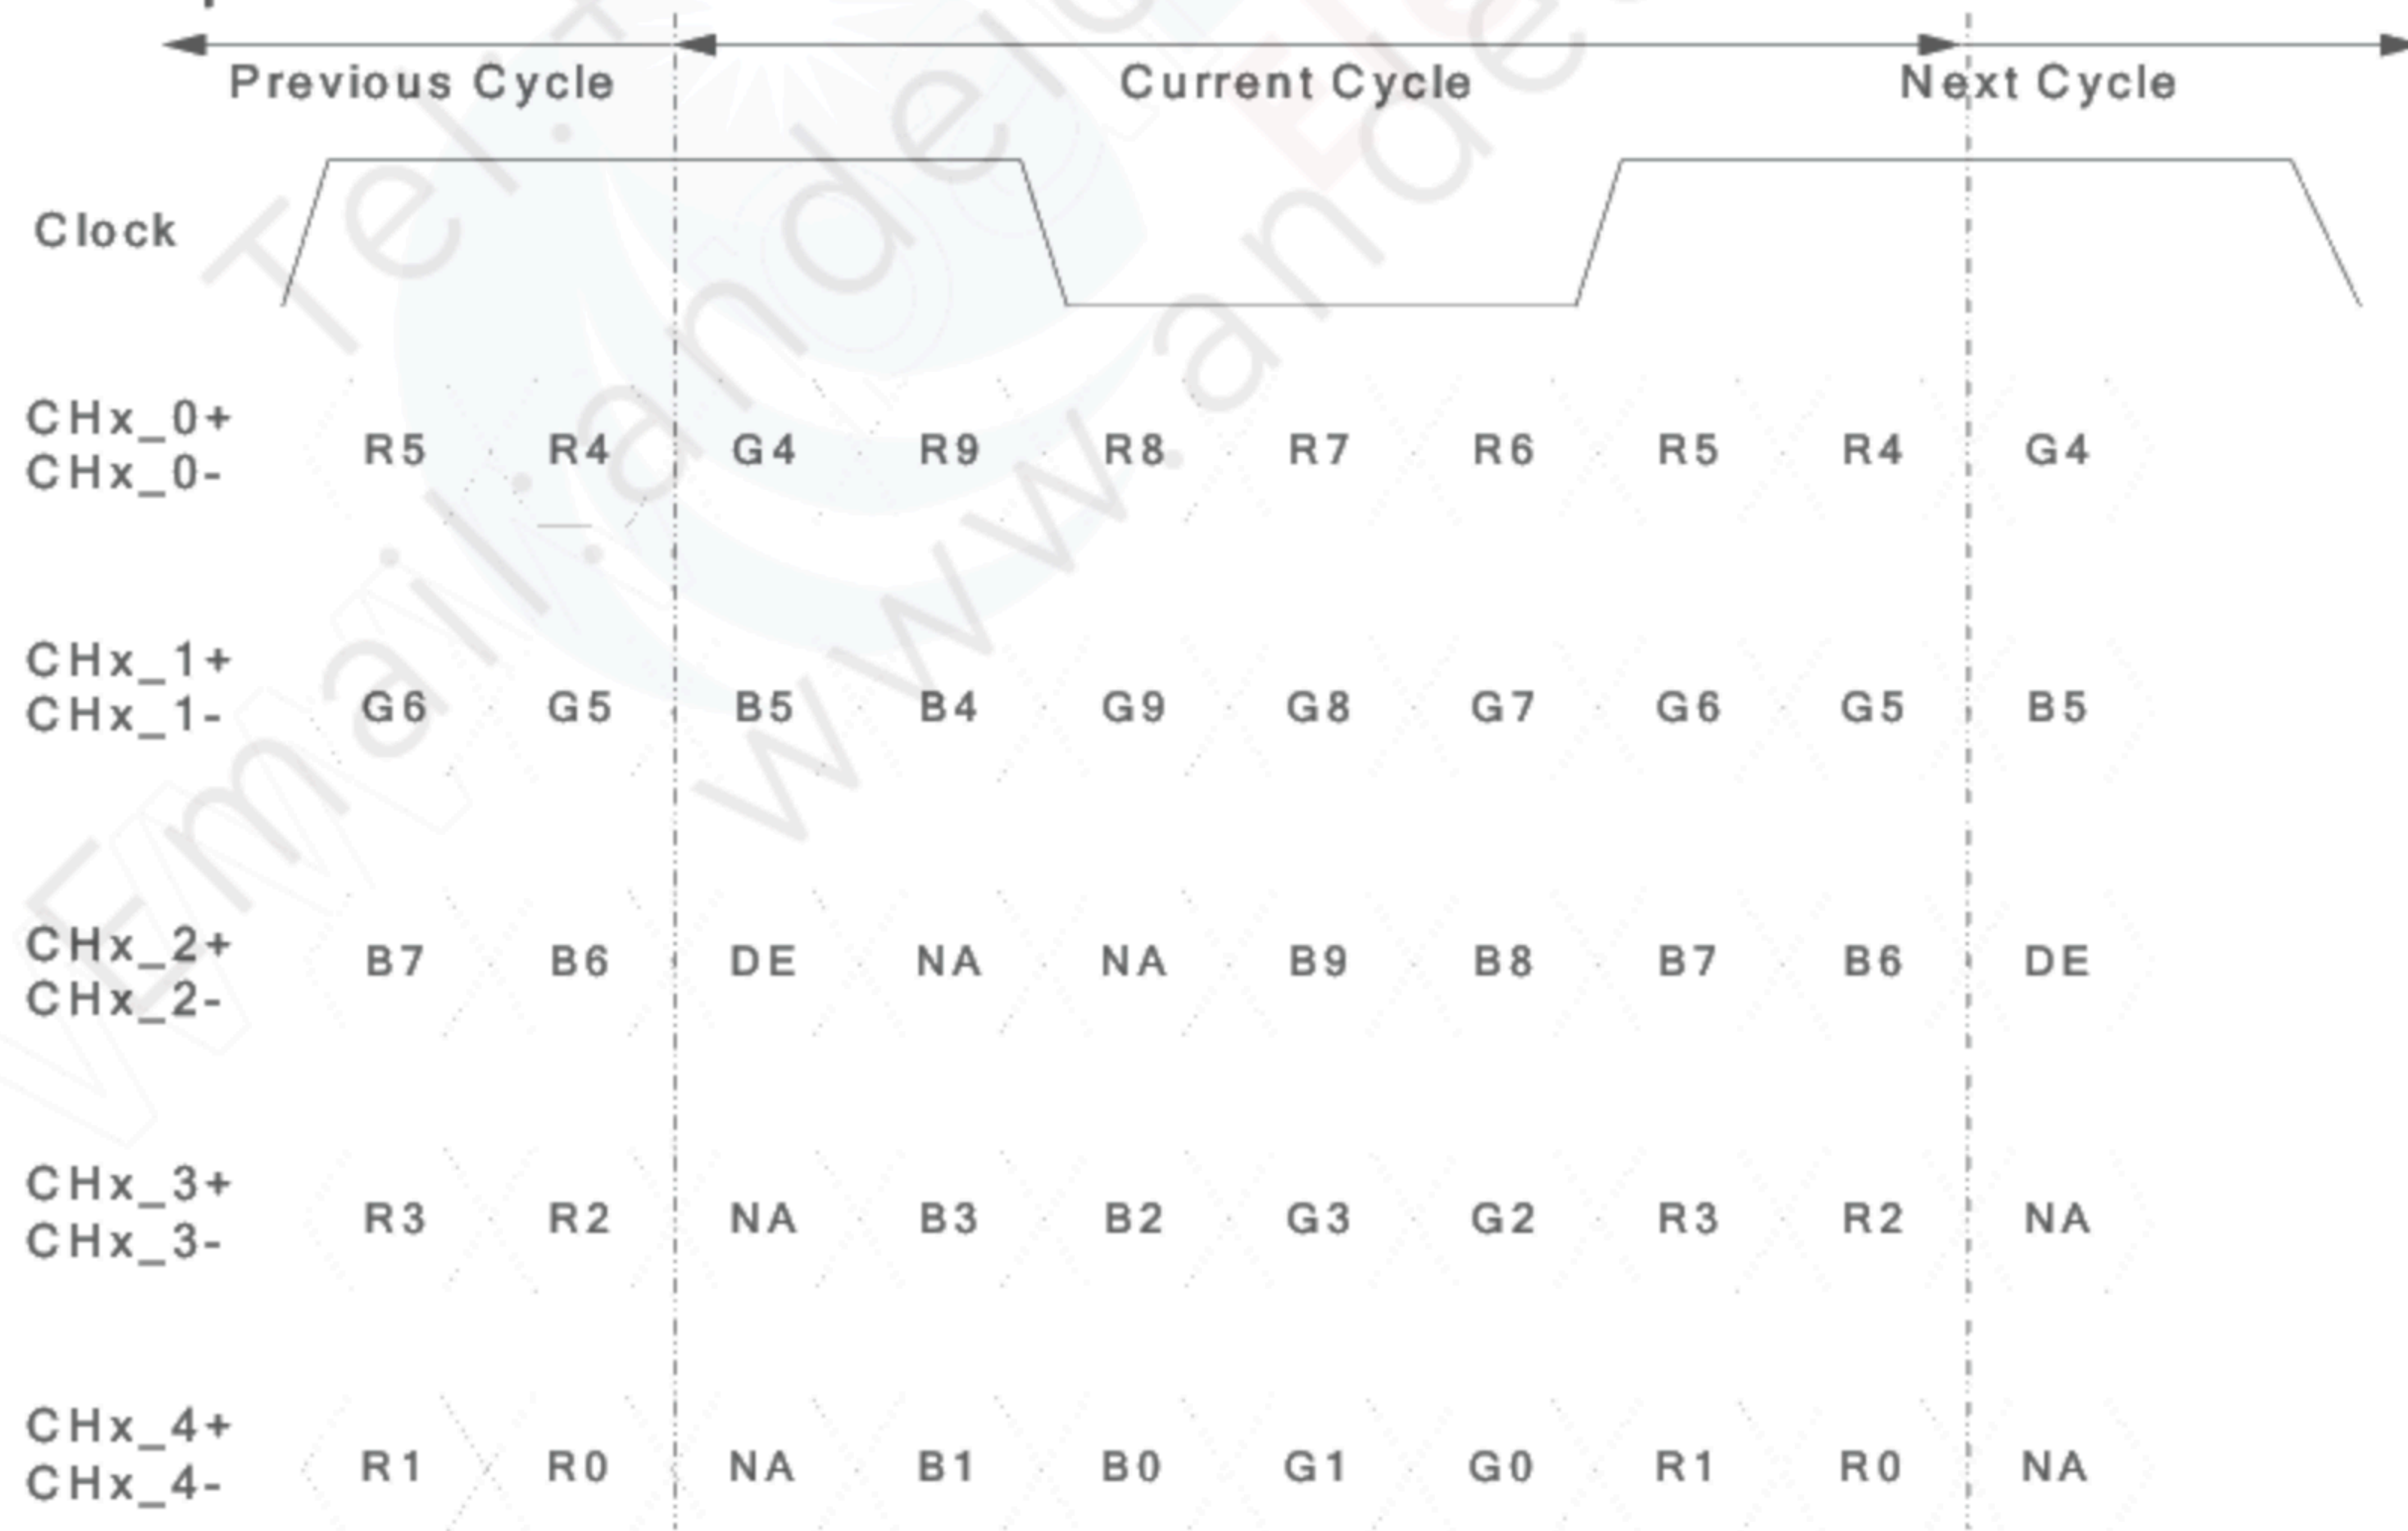 Previous Cycle Current Cycle Next Cycle
Clock
CHx_0+
CHx_0-
R5 R4 G4 R9 R8 R7 R6 R5 R4 G4
CHx_1+
CHx_1-
G6 G5 B5 B4 G9 G8 G7 G6 G5 B5
CHx_2+
CHx_2-
B7 B6 DE NA NA B9 B8 B7 B6 DE
CHx_3+
CHx_3-
R3 R2 NA B3 B2 G3 G2 R3 R2 NA
CHx_4+
CHx_4-
R1 R0 NA B1 B0 G1 G0 R1 R0 NA
Tel:
Email: